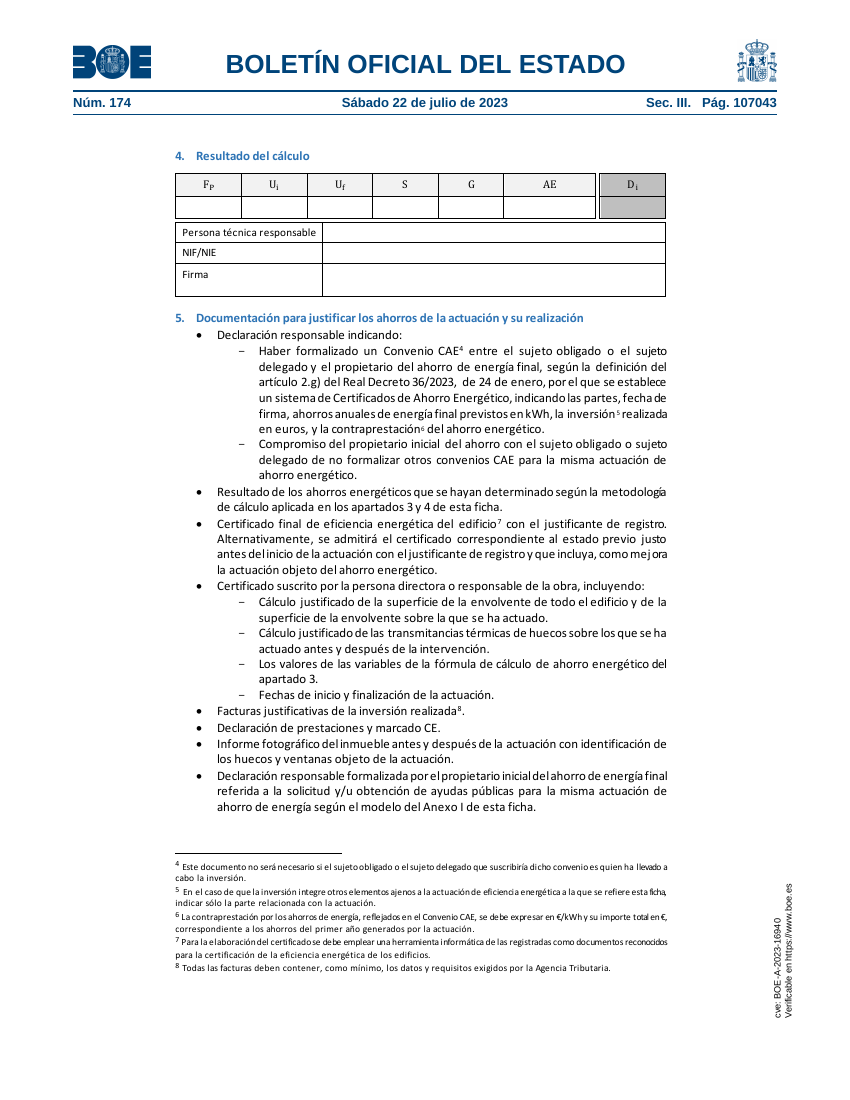 BOE
BOLETÍN OFICIAL DEL ESTADO
Núm. 174 Sábado 22 de julio de 2023 Sec. III. Pág. 107043
4. Resultado del cálculo
FP Ui Uf S G AE Di
Persona técnica responsable
NIF/NIE
Firma
5. Documentación para justificar los ahorros de la actuación y su realización
• Declaración responsable indicando:
− Haber formalizado un Convenio CAE⁴ entre el sujeto obligado o el sujeto
delegado y el propietario del ahorro de energía final, según la definición del
artículo 2.g) del Real Decreto 36/2023, de 24 de enero, por el que se establece
un sistema de Certificados de Ahorro Energético, indicando las partes, fecha de
firma, ahorros anuales de energía final previstos en kWh, la inversión⁵ realizada
en euros, y la contraprestación⁶ del ahorro energético.
− Compromiso del propietario inicial del ahorro con el sujeto obligado o sujeto
delegado de no formalizar otros convenios CAE para la misma actuación de
ahorro energético.
• Resultado de los ahorros energéticos que se hayan determinado según la metodología
de cálculo aplicada en los apartados 3 y 4 de esta ficha.
• Certificado final de eficiencia energética del edificio⁷ con el justificante de registro.
Alternativamente, se admitirá el certificado correspondiente al estado previo justo
antes del inicio de la actuación con el justificante de registro y que incluya, como mejora
la actuación objeto del ahorro energético.
• Certificado suscrito por la persona directora o responsable de la obra, incluyendo:
− Cálculo justificado de la superficie de la envolvente de todo el edificio y de la
superficie de la envolvente sobre la que se ha actuado.
− Cálculo justificado de las transmitancias térmicas de huecos sobre los que se ha
actuado antes y después de la intervención.
− Los valores de las variables de la fórmula de cálculo de ahorro energético del
apartado 3.
− Fechas de inicio y finalización de la actuación.
• Facturas justificativas de la inversión realizada⁸.
• Declaración de prestaciones y marcado CE.
• Informe fotográfico del inmueble antes y después de la actuación con identificación de
los huecos y ventanas objeto de la actuación.
• Declaración responsable formalizada por el propietario inicial del ahorro de energía final
referida a la solicitud y/u obtención de ayudas públicas para la misma actuación de
ahorro de energía según el modelo del Anexo I de esta ficha.
⁴ Este documento no será necesario si el sujeto obligado o el sujeto delegado que suscribiría dicho convenio es quien ha llevado a
cabo la inversión.
⁵ En el caso de que la inversión integre otros elementos ajenos a la actuación de eficiencia energética a la que se refiere esta ficha,
indicar sólo la parte relacionada con la actuación.
⁶ La contraprestación por los ahorros de energía, reflejados en el Convenio CAE, se debe expresar en €/kWh y su importe total en €,
correspondiente a los ahorros del primer año generados por la actuación.
⁷ Para la elaboración del certificado se debe emplear una herramienta informática de las registradas como documentos reconocidos
para la certificación de la eficiencia energética de los edificios.
⁸ Todas las facturas deben contener, como mínimo, los datos y requisitos exigidos por la Agencia Tributaria.
cve: BOE-A-2023-16940
Verificable en https://www.boe.es